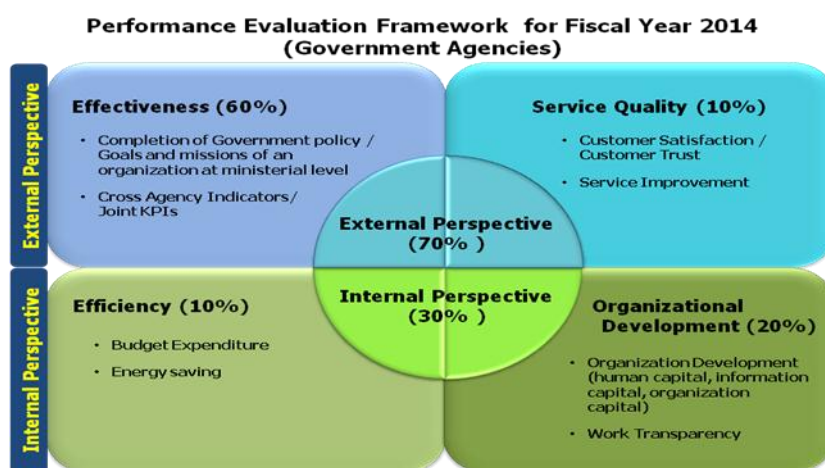 Performance Evaluation Framework for Fiscal Year 2014
(Government Agencies)
External Perspective
Effectiveness (60%)
• Completion of Government policy /
Goals and missions of an
organization at ministerial level
• Cross Agency Indicators/
Joint KPIs
Service Quality (10%)
• Customer Satisfaction /
Customer Trust
• Service Improvement
External Perspective
(70% )
Internal Perspective
(30% )
Internal Perspective
Efficiency (10%)
• Budget Expenditure
• Energy saving
Organizational
Development (20%)
• Organization Development
(human capital, information
capital, organization
capital)
• Work Transparency